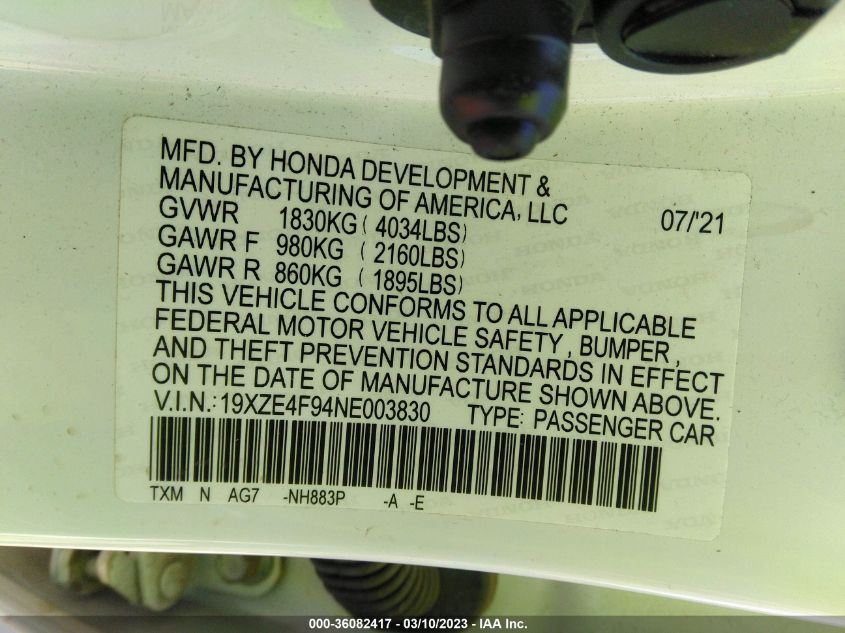 MFD. BY HONDA DEVELOPMENT &
MANUFACTURING OF AMERICA, LLC
GVWR 1830KG ( 4034LBS) 07/'21
GAWR F 980KG ( 2160LBS)
GAWR R 860KG ( 1895LBS)
THIS VEHICLE CONFORMS TO ALL APPLICABLE
FEDERAL MOTOR VEHICLE SAFETY , BUMPER ,
AND THEFT PREVENTION STANDARDS IN EFFECT
ON THE DATE OF MANUFACTURE SHOWN ABOVE.
V.I.N.: 19XZE4F94NE003830 TYPE: PASSENGER CAR
TXM N AG7 -NH883P -A -E
000-36082417 - 03/10/2023 - IAA Inc.